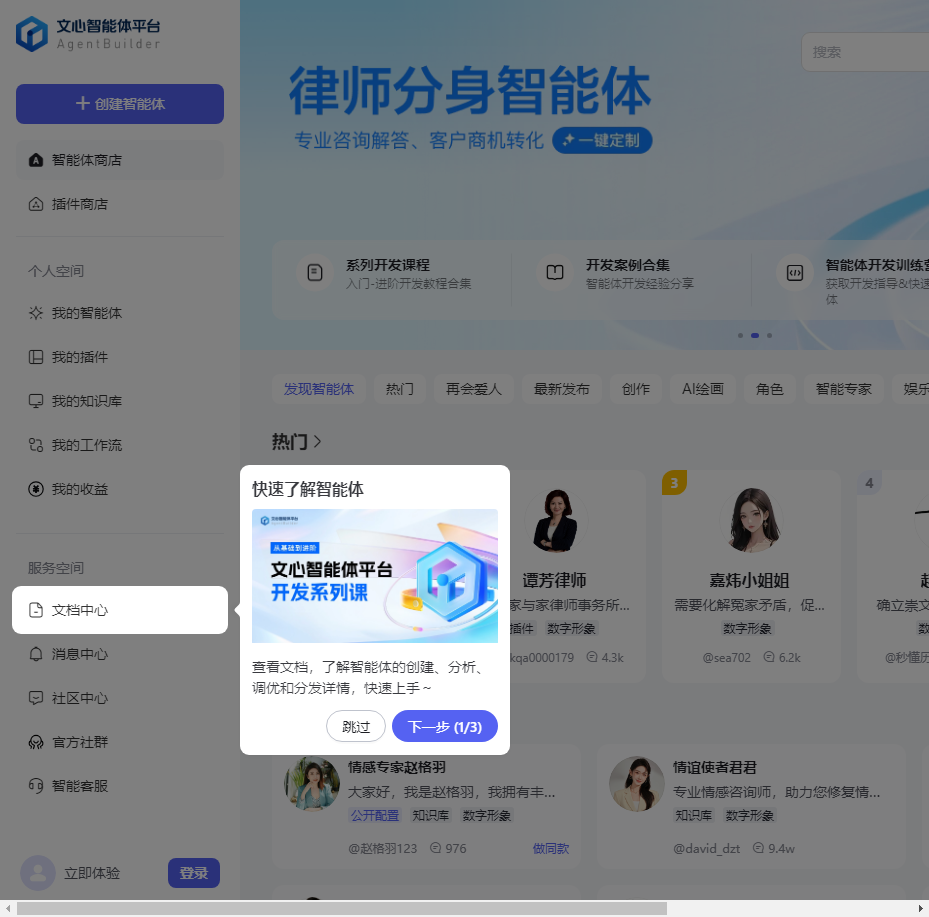 文心智能体平台
AgentBuilder
创建智能体
智能体商店
插件商店
个人空间
我的智能体
我的插件
我的知识库
我的工作流
我的收益
服务空间
文档中心
消息中心
社区中心
官方社群
智能客服
立即体验
登录
搜索
律师分身智能体
专业咨询解答、客户商机转化
一键定制
系列开发课程
入门-进阶开发教程合集
开发案例合集
智能体开发经验分享
智能体开发训练营
获取开发指导&快速
体
发现智能体
热门
再会爱人
最新发布
创作
AI绘画
角色
智能专家
娱乐
热门
快速了解智能体
文心智能体平台
从基础到进阶
文心智能体平台
开发系列课
查看文档，了解智能体的创建、分析、
调优和分发详情，快速上手～
跳过
下一步 (1/3)
谭芳律师
家与家律师事务所...
插件
数字形象
kqa0000179
4.3k
3
嘉炜小姐姐
需要化解冤家矛盾，促...
数字形象
@sea702
6.2k
4
确立崇文
数
@秒懂历
情感专家赵格羽
大家好，我是赵格羽，我拥有丰...
公开配置
知识库
数字形象
@赵格羽123
976
做同款
情谊使者君君
专业情感咨询师，助力您修复情...
知识库
数字形象
@david_dzt
9.4w